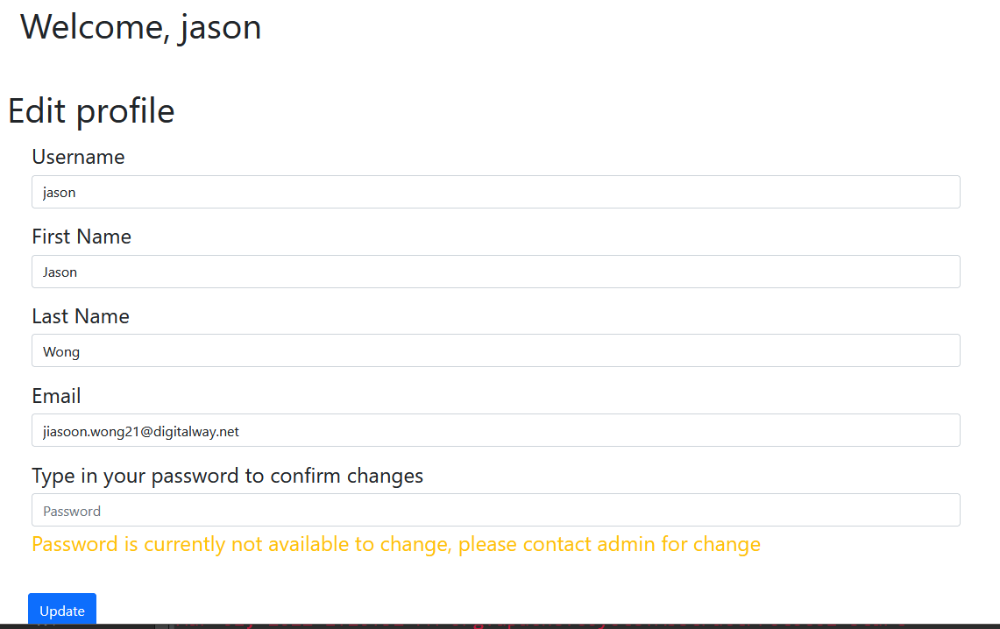 Welcome, jason
Edit profile
Username
jason
First Name
Jason
Last Name
Wong
Email
jiasoon.wong21@digitalway.net
Type in your password to confirm changes
Password
Password is currently not available to change, please contact admin for change
Update